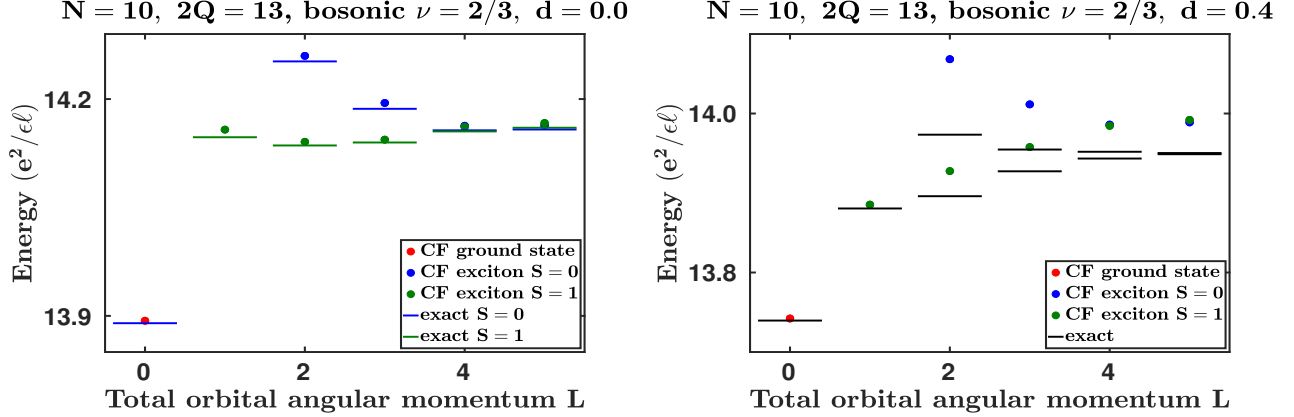 N = 10, 2Q = 13, bosonic ν = 2/3, d = 0.0
Energy (e²/ϵℓ)
14.2
13.9
CF ground state
CF exciton S = 0
CF exciton S = 1
exact S = 0
exact S = 1
0 2 4
Total orbital angular momentum L
N = 10, 2Q = 13, bosonic ν = 2/3, d = 0.4
Energy (e²/ϵℓ)
14.0
13.8
CF ground state
CF exciton S = 0
CF exciton S = 1
exact
0 2 4
Total orbital angular momentum L